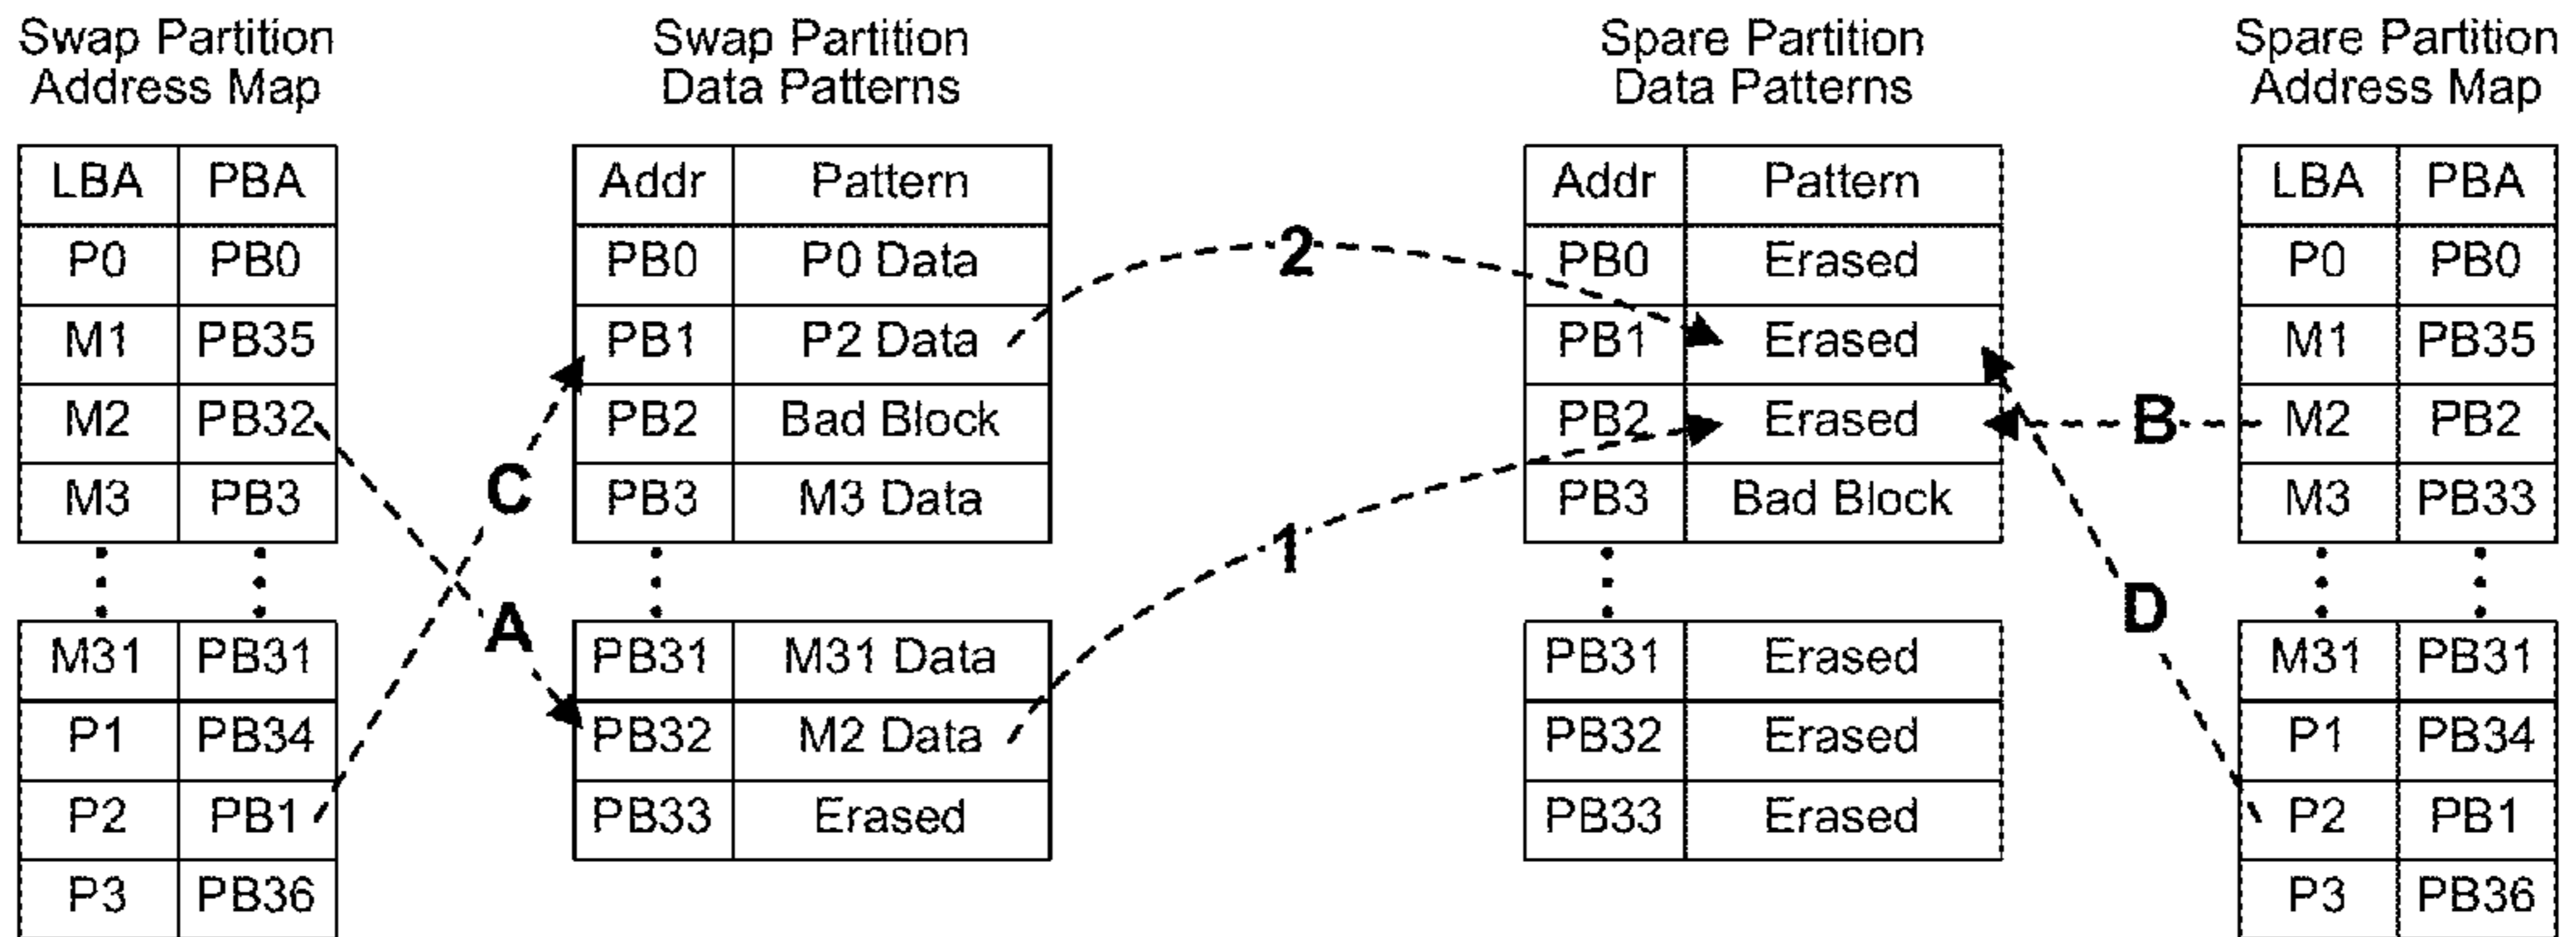 Swap Partition
Address Map
Swap Partition
Data Patterns
Spare Partition
Data Patterns
Spare Partition
Address Map
LBA PBA
P0 PB0
M1 PB35
M2 PB32
M3 PB3
M31 PB31
P1 PB34
P2 PB1
P3 PB36
C
A
Addr Pattern
PB0 P0 Data
PB1 P2 Data
PB2 Bad Block
PB3 M3 Data
PB31 M31 Data
PB32 M2 Data
PB33 Erased
2
1
Addr Pattern
PB0 Erased
PB1 Erased
PB2 Erased
PB3 Bad Block
PB31 Erased
PB32 Erased
PB33 Erased
B
D
LBA PBA
P0 PB0
M1 PB35
M2 PB2
M3 PB33
M31 PB31
P1 PB34
P2 PB1
P3 PB36